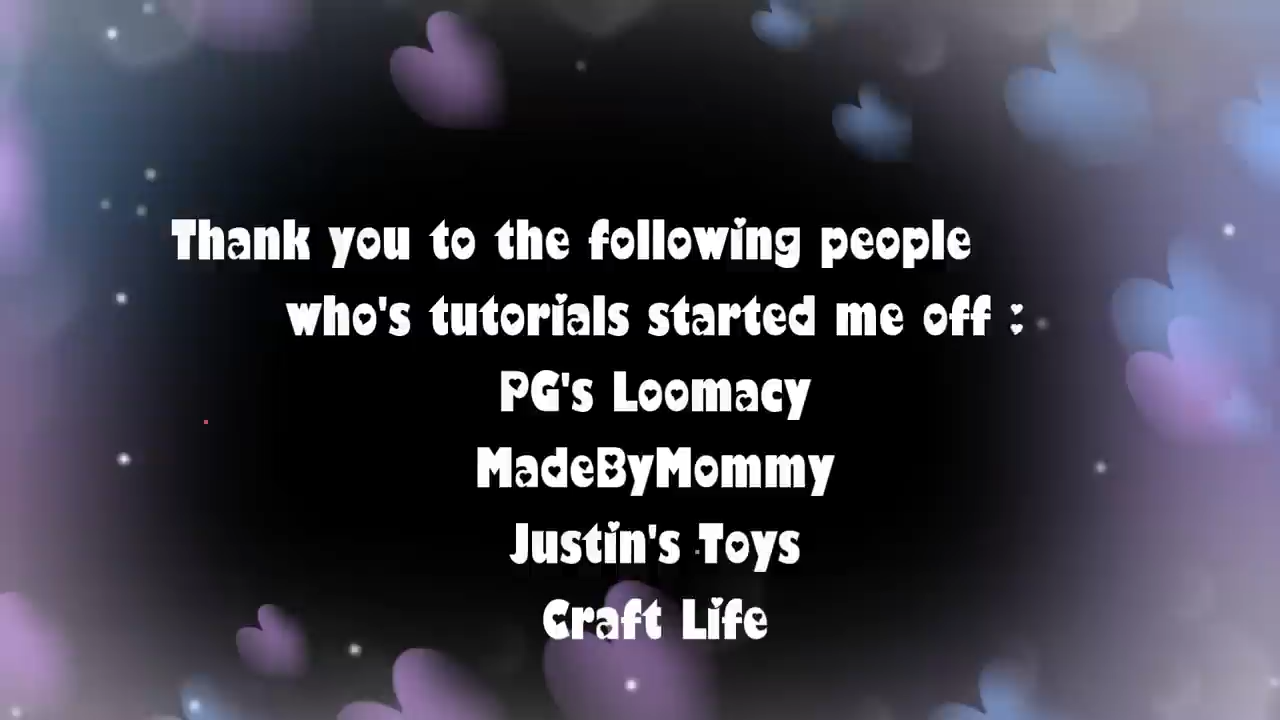 Thank you to the following people
who's tutorials started me off :
PG's Loomacy
MadeByMommy
Justin's Toys
Craft Life